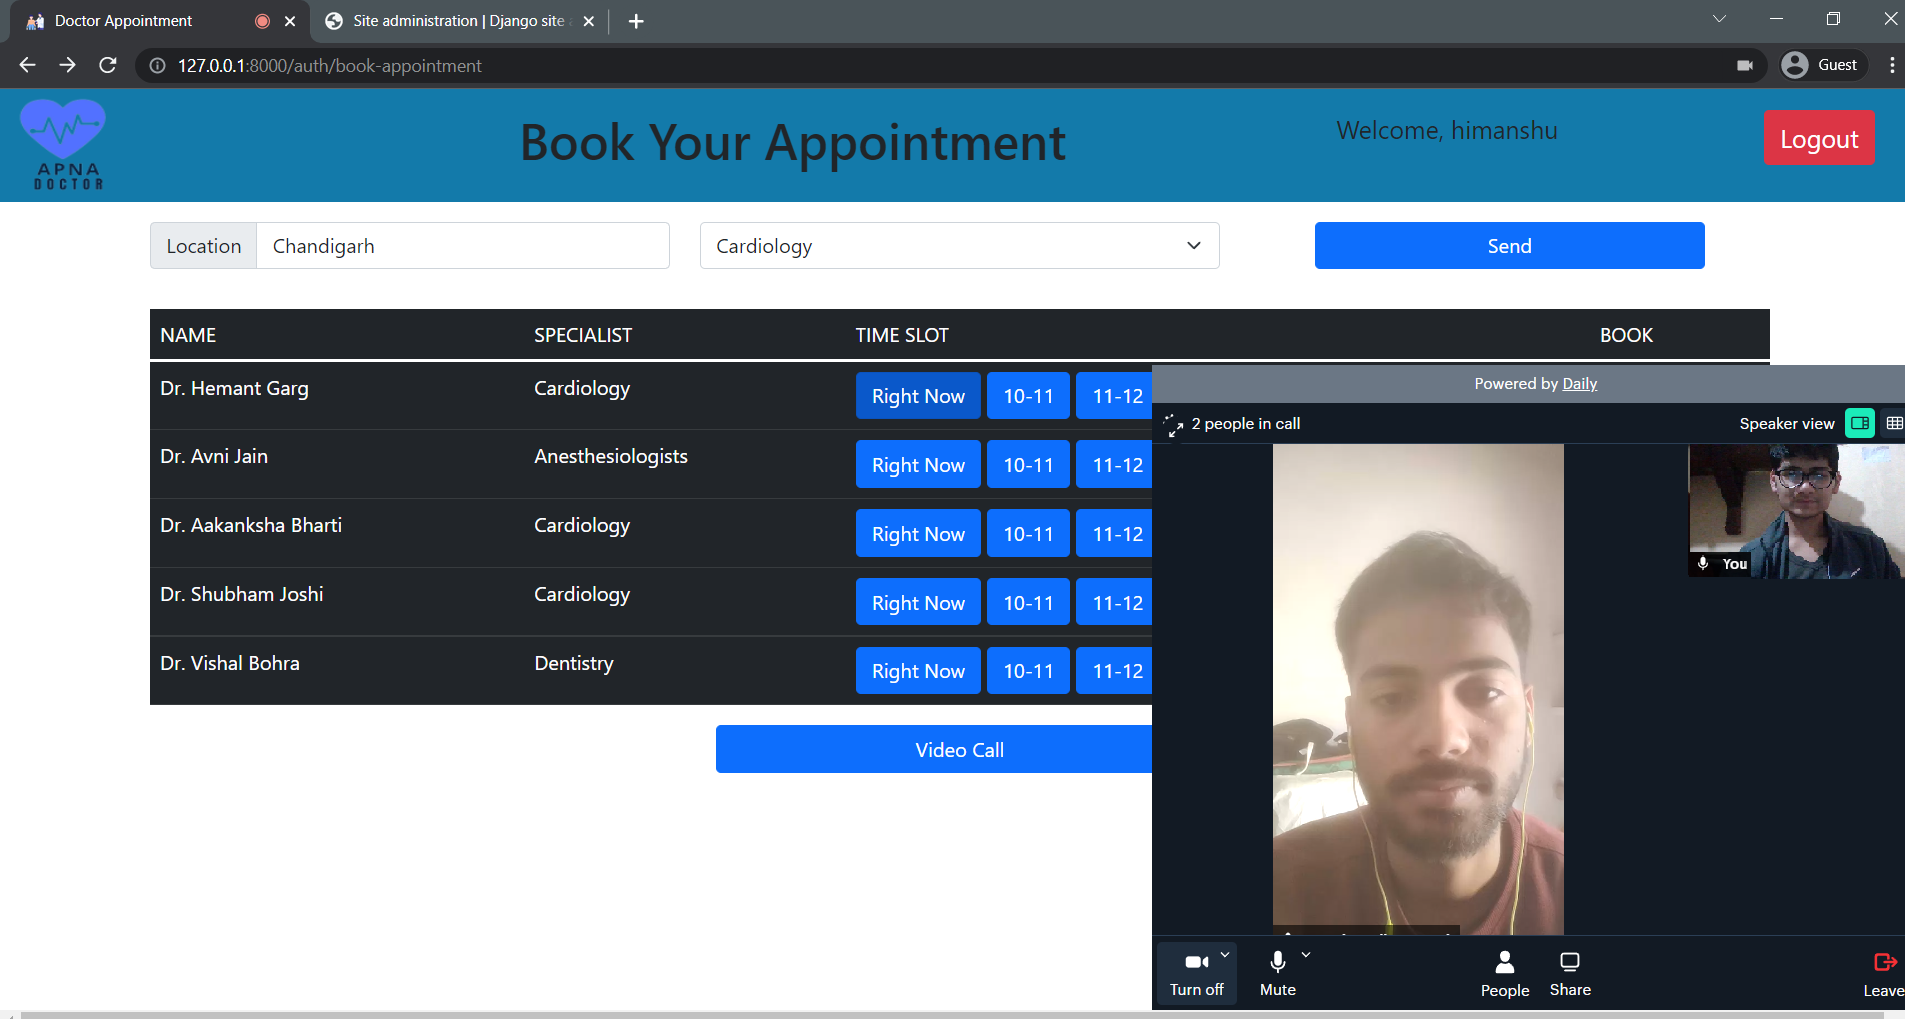 Doctor Appointment
Site administration | Django site
127.0.0.1:8000/auth/book-appointment
Guest
APNA
DOCTOR
Book Your Appointment
Welcome, himanshu
Logout
Location
Chandigarh
Cardiology
Send
NAME SPECIALIST TIME SLOT BOOK
Dr. Hemant Garg Cardiology Right Now 10-11 11-12
Dr. Avni Jain Anesthesiologists Right Now 10-11 11-12
Dr. Aakanksha Bharti Cardiology Right Now 10-11 11-12
Dr. Shubham Joshi Cardiology Right Now 10-11 11-12
Dr. Vishal Bohra Dentistry Right Now 10-11 11-12
Video Call
Powered by Daily
2 people in call
Speaker view
You
Turn off
Mute
People
Share
Leave